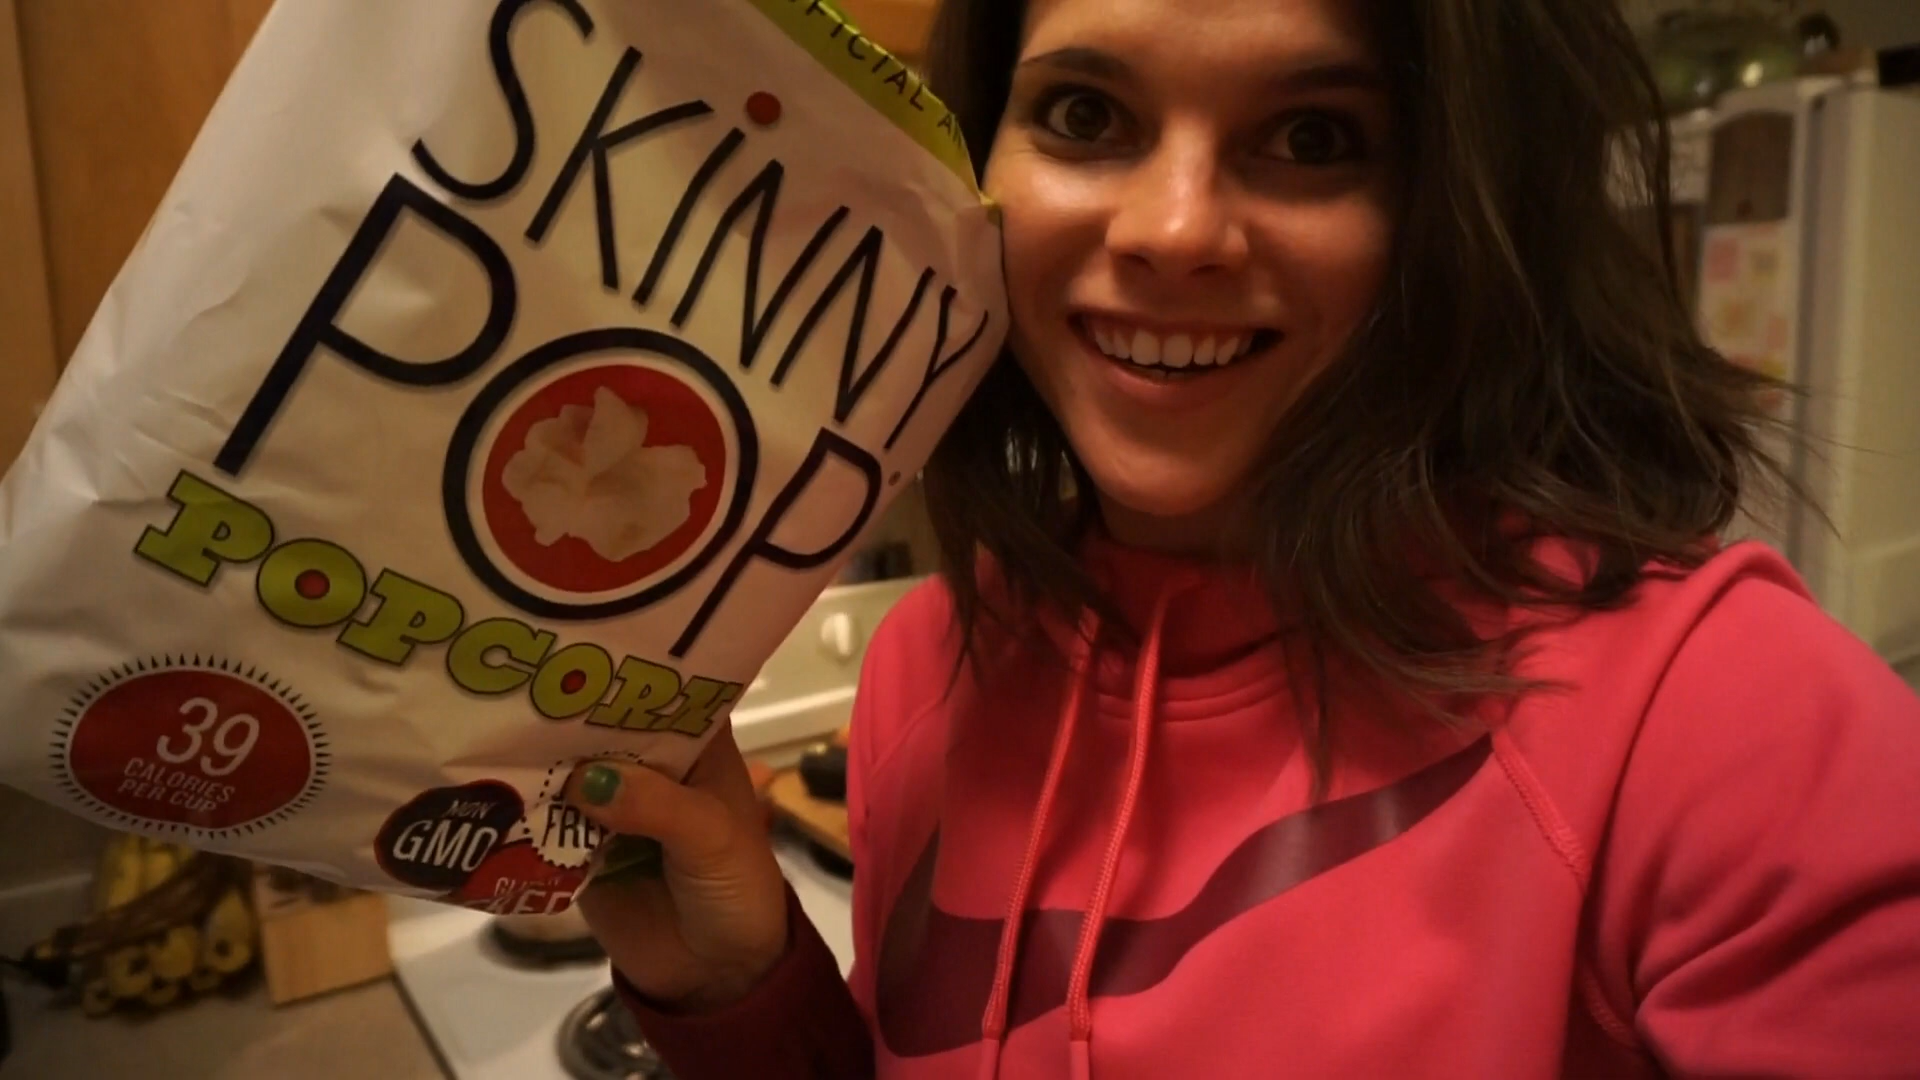 SKINNY
POP
POPCORN
39
CALORIES
PER CUP
NON
GMO
FREE